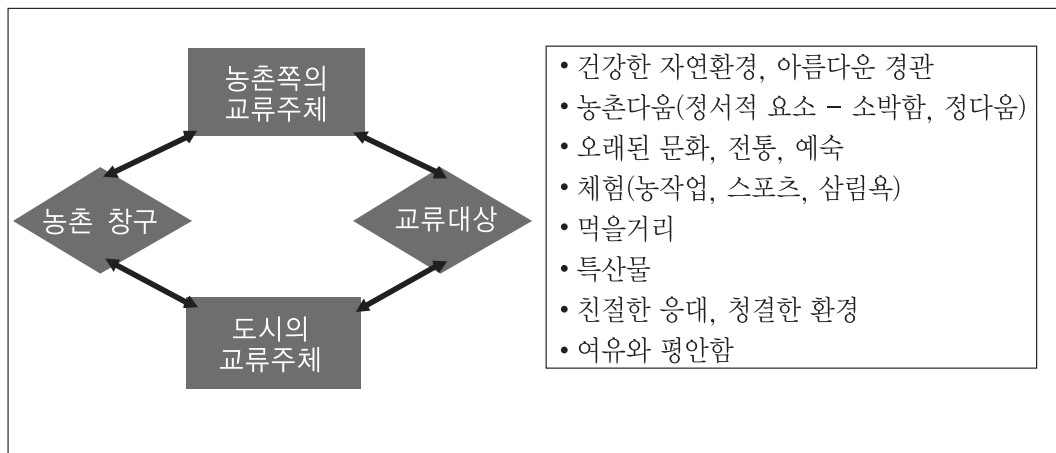 농촌쪽의
교류주체
농촌 창구
교류대상
도시의
교류주체
• 건강한 자연환경, 아름다운 경관
• 농촌다움(정서적 요소 – 소박함, 정다움)
• 오래된 문화, 전통, 예숙
• 체험(농작업, 스포츠, 삼림욕)
• 먹을거리
• 특산물
• 친절한 응대, 청결한 환경
• 여유와 평안함